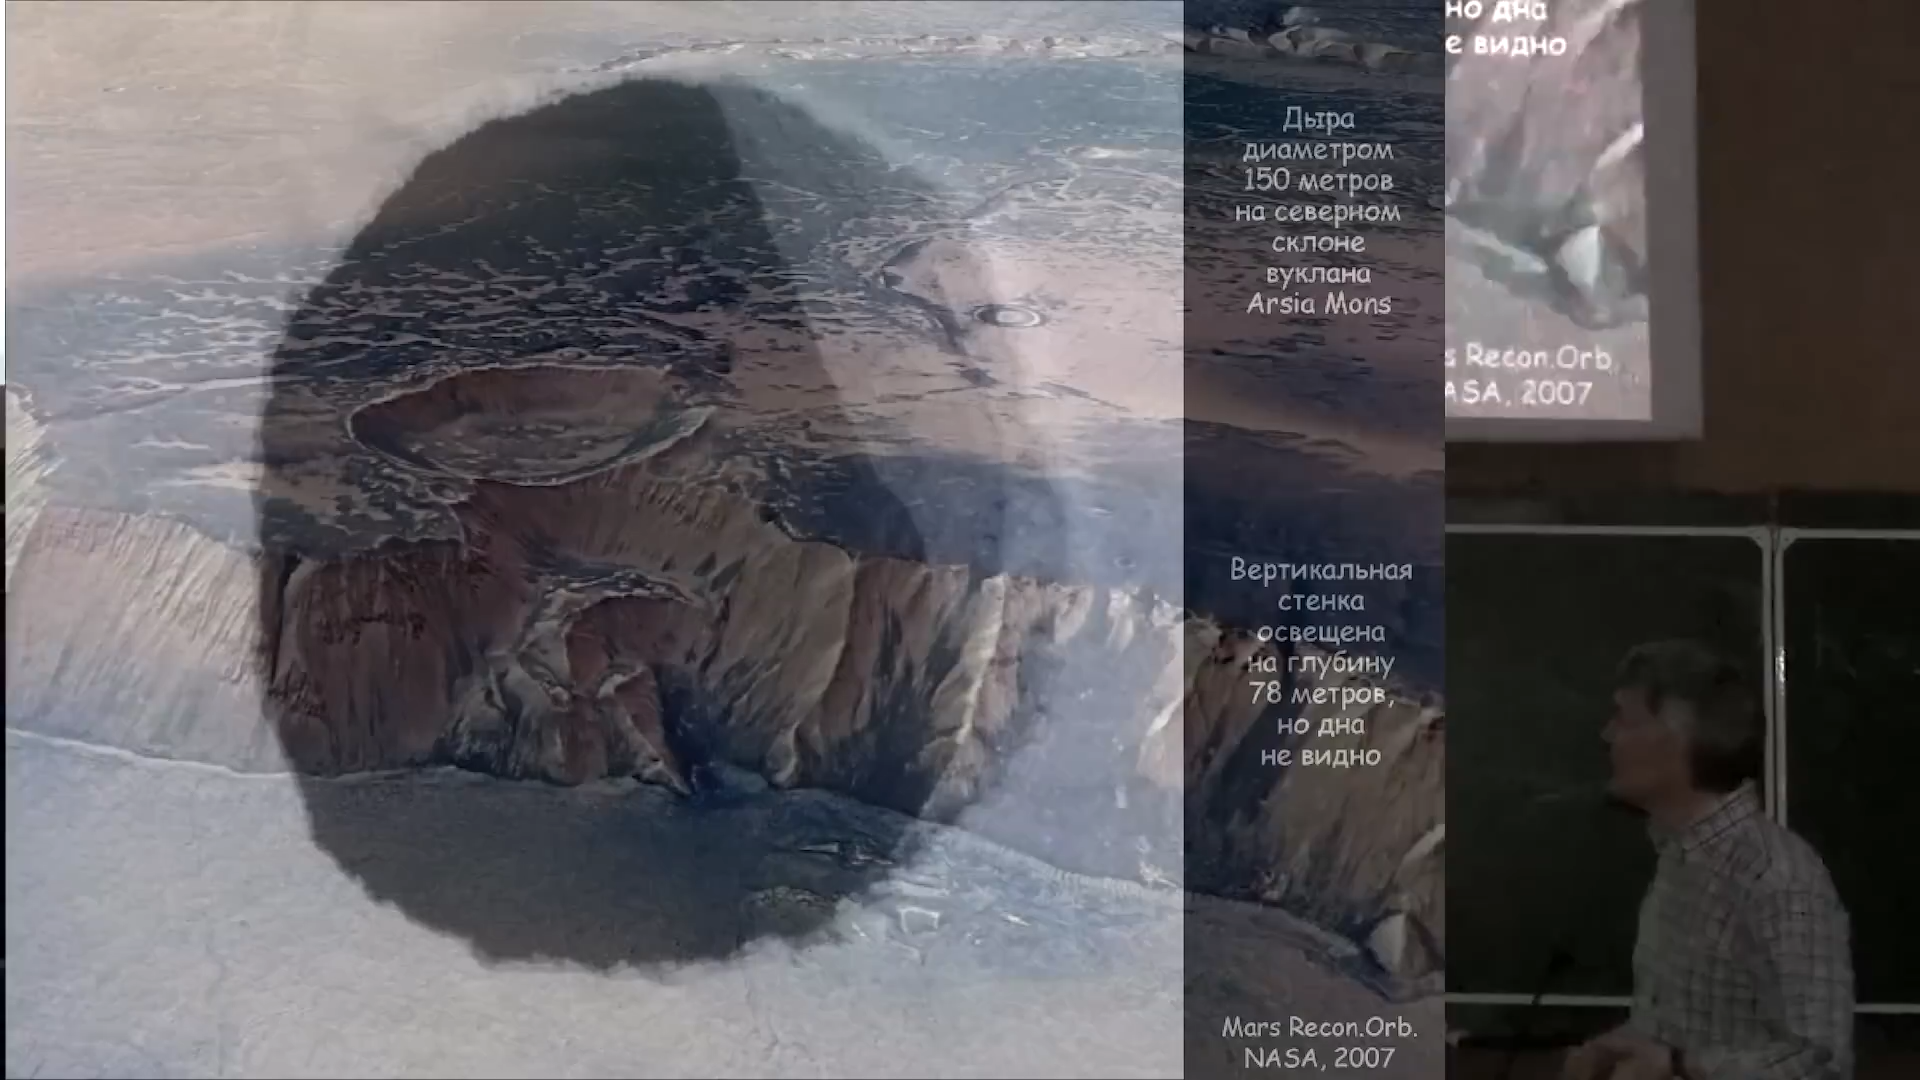 Дыра
диаметром
150 метров
на северном
склоне
вуклана
Arsia Mons
Вертикальная
стенка
освещена
на глубину
78 метров,
но дна
не видно
Mars Recon.Orb.
NASA, 2007
но дна
е видно
s Recon.Orb.
ASA, 2007